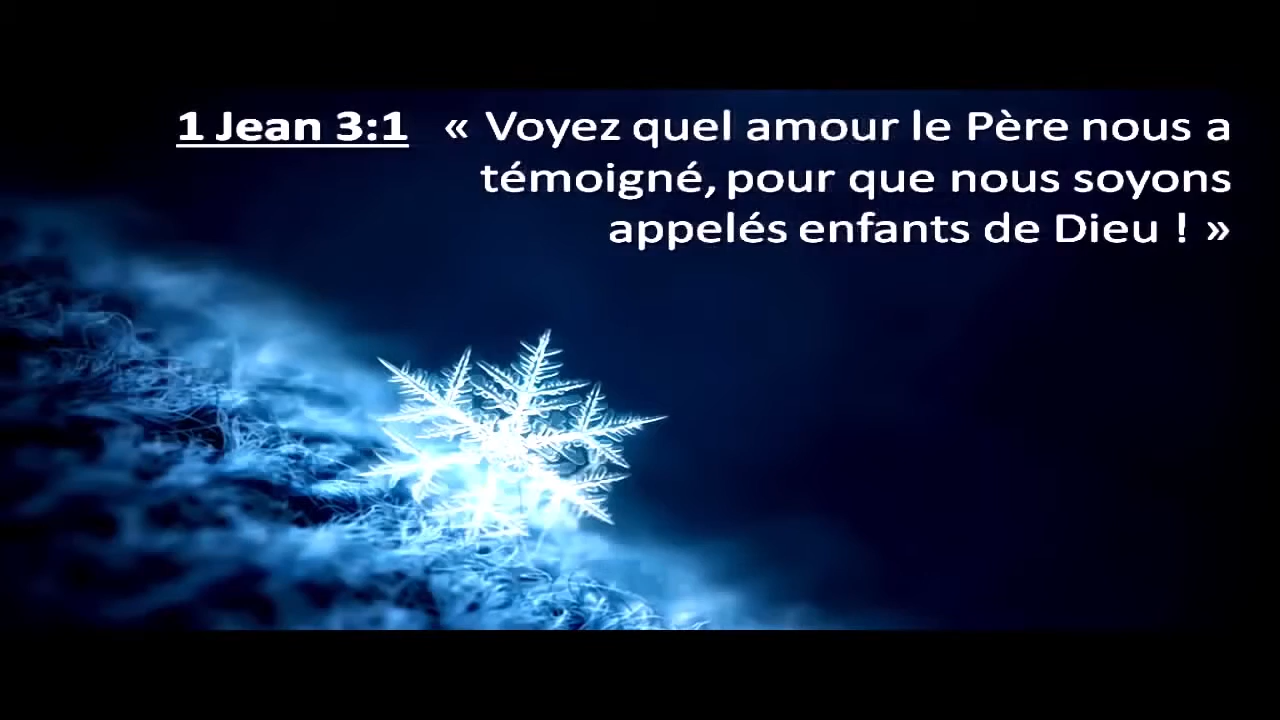 1 Jean 3:1 « Voyez quel amour le Père nous a
témoigné, pour que nous soyons
appelés enfants de Dieu ! »